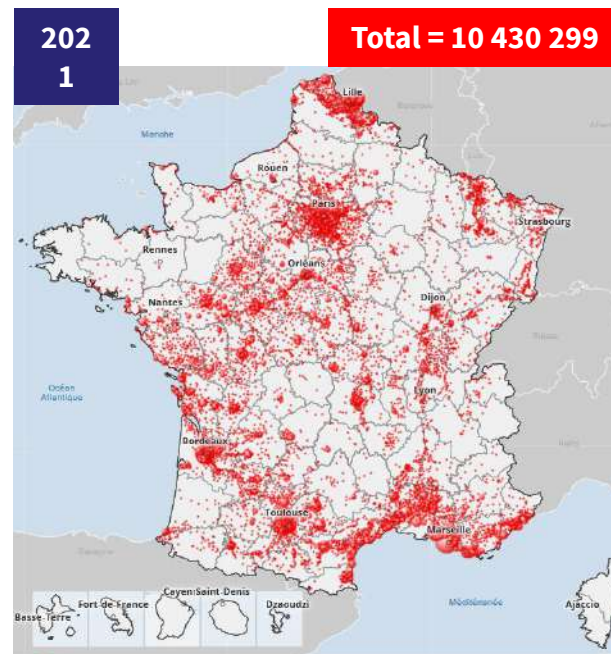 202
1
Total = 10 430 299
Lille
Manche
Rouen
Paris
Strasbourg
Rennes
Orléans
Nantes
Dijon
Océan
Atlantique
Lyon
Bordeaux
Toulouse
Marseille
Basse-Terre
Fort-de-France
Cayen
Saint-Denis
Dzaoudzi
Méditerranée
Ajaccio